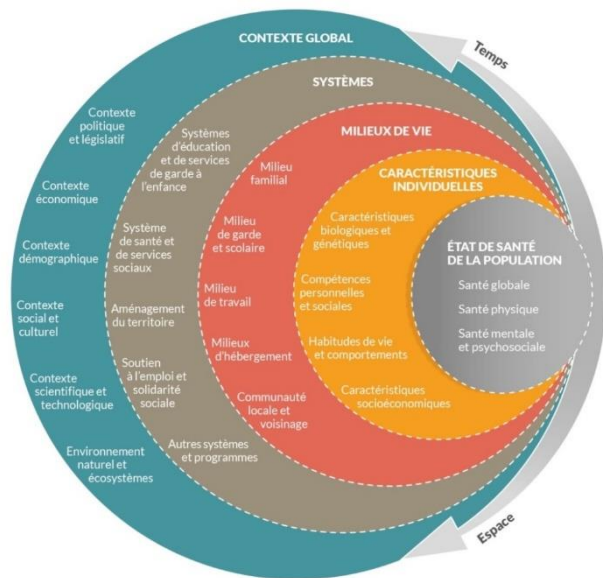 CONTEXTE GLOBAL
Temps
SYSTÈMES
MILIEUX DE VIE
CARACTÉRISTIQUES
INDIVIDUELLES
ÉTAT DE SANTÉ
DE LA POPULATION
Contexte
politique
et législatif
Contexte
économique
Contexte
démographique
Contexte
social et
culturel
Contexte
scientifique et
technologique
Environnement
naturel et
écosystèmes
Systèmes
d'éducation
et de services
de garde à
l'enfance
Système
de santé et
de services
sociaux
Aménagement
du territoire
Soutien
à l'emploi et
solidarité
sociale
Autres systèmes
et programmes
Milieu
familial
Milieu
de garde
et scolaire
Milieu
de travail
Milieux
d'hébergement
Communauté
locale et
voisinage
Caractéristiques
biologiques et
génétiques
Compétences
personnelles
et sociales
Habitudes de vie
et comportements
Caractéristiques
socioéconomiques
Santé globale
Santé physique
Santé mentale
et psychosociale
Espace